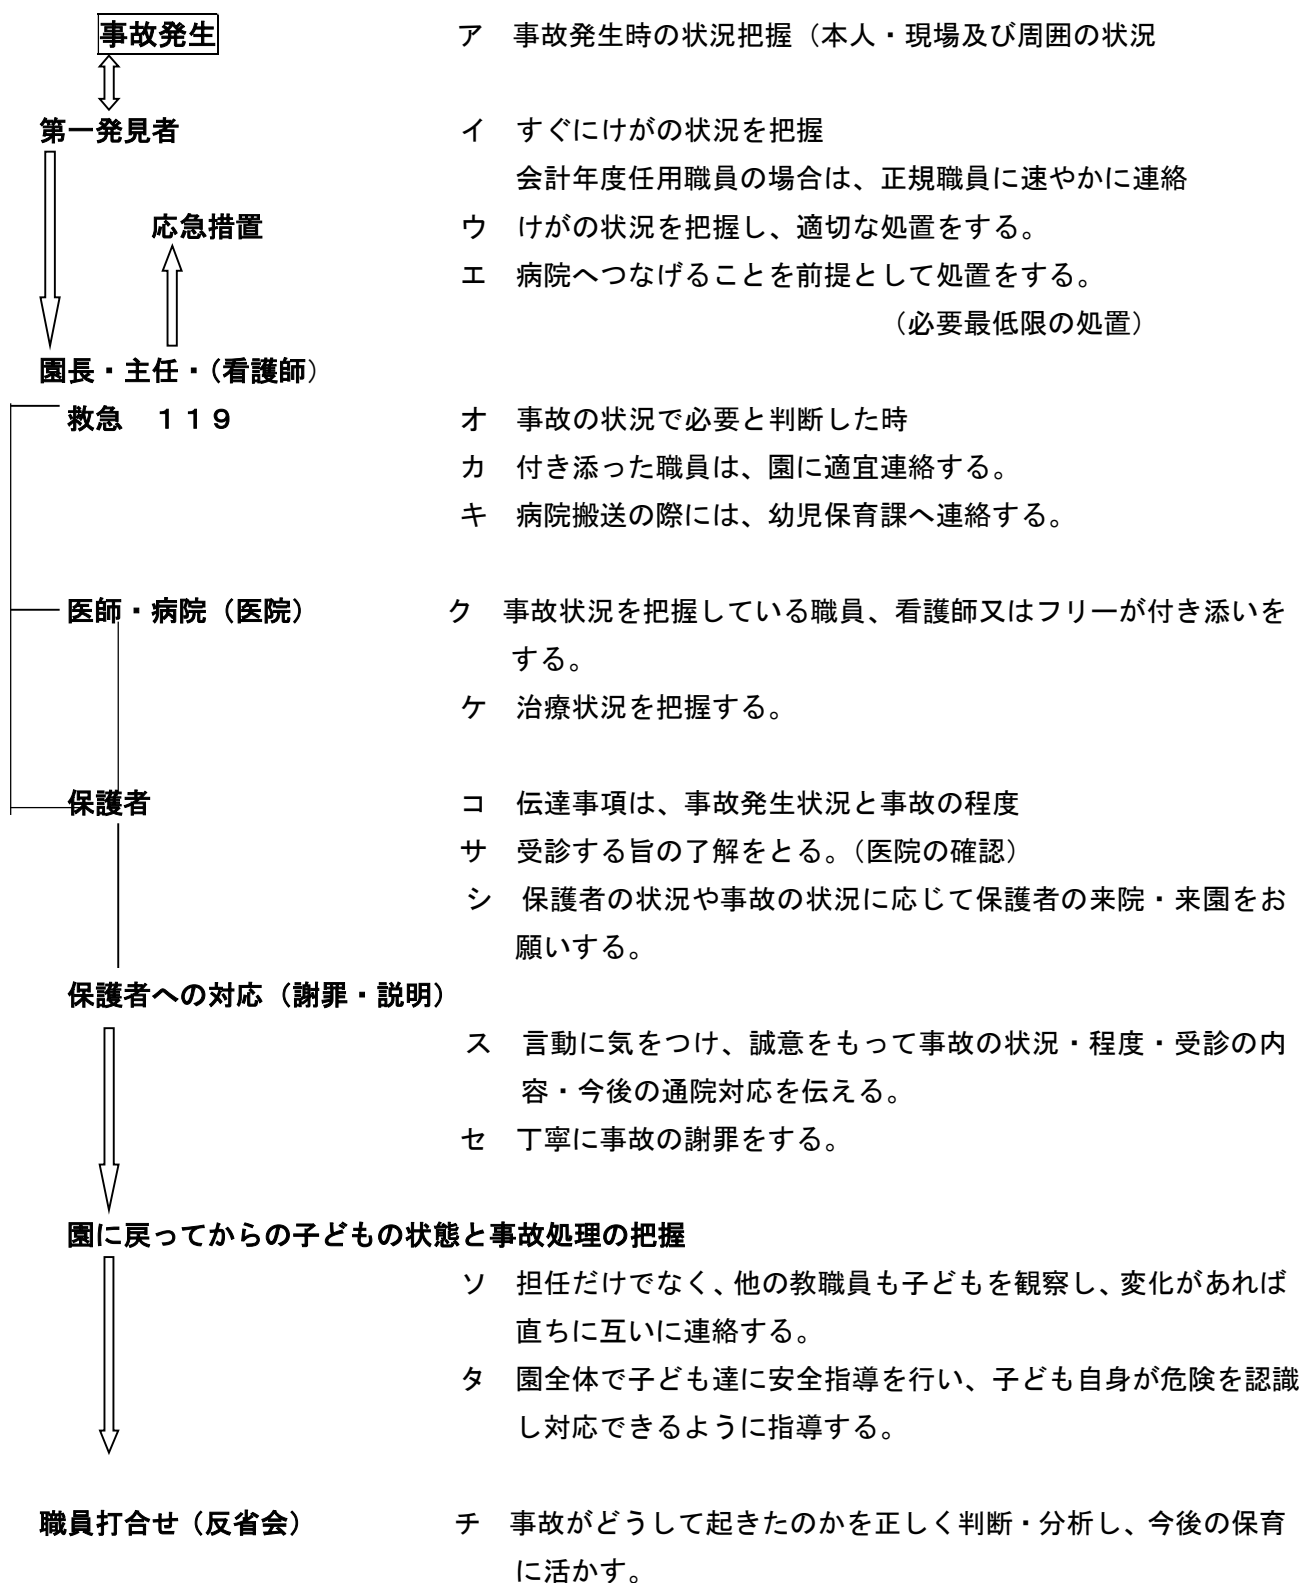 事故発生　ア　事故発生時の状況把握（本人・現場及び周囲の状況
第一発見者　イ　すぐにけがの状況を把握
会計年度任用職員の場合は、正規職員に速やかに連絡
応急措置　ウ　けがの状況を把握し、適切な処置をする。
エ　病院へつなげることを前提として処置をする。
（必要最低限の処置）
園長・主任・（看護師）
救急　１１９　オ　事故の状況で必要と判断した時
カ　付き添った職員は、園に適宜連絡する。
キ　病院搬送の際には、幼児保育課へ連絡する。
医師・病院（医院）　ク　事故状況を把握している職員、看護師又はフリーが付き添いを
する。
ケ　治療状況を把握する。
保護者　コ　伝達事項は、事故発生状況と事故の程度
サ　受診する旨の了解をとる。（医院の確認）
シ　保護者の状況や事故の状況に応じて保護者の来院・来園をお
願いする。
保護者への対応（謝罪・説明）
ス　言動に気をつけ、誠意をもって事故の状況・程度・受診の内
容・今後の通院対応を伝える。
セ　丁寧に事故の謝罪をする。
園に戻ってからの子どもの状態と事故処理の把握
ソ　担任だけでなく、他の教職員も子どもを観察し、変化があれば
直ちに互いに連絡する。
タ　園全体で子ども達に安全指導を行い、子ども自身が危険を認識
し対応できるように指導する。
職員打合せ（反省会）　チ　事故がどうして起きたのかを正しく判断・分析し、今後の保育
に活かす。